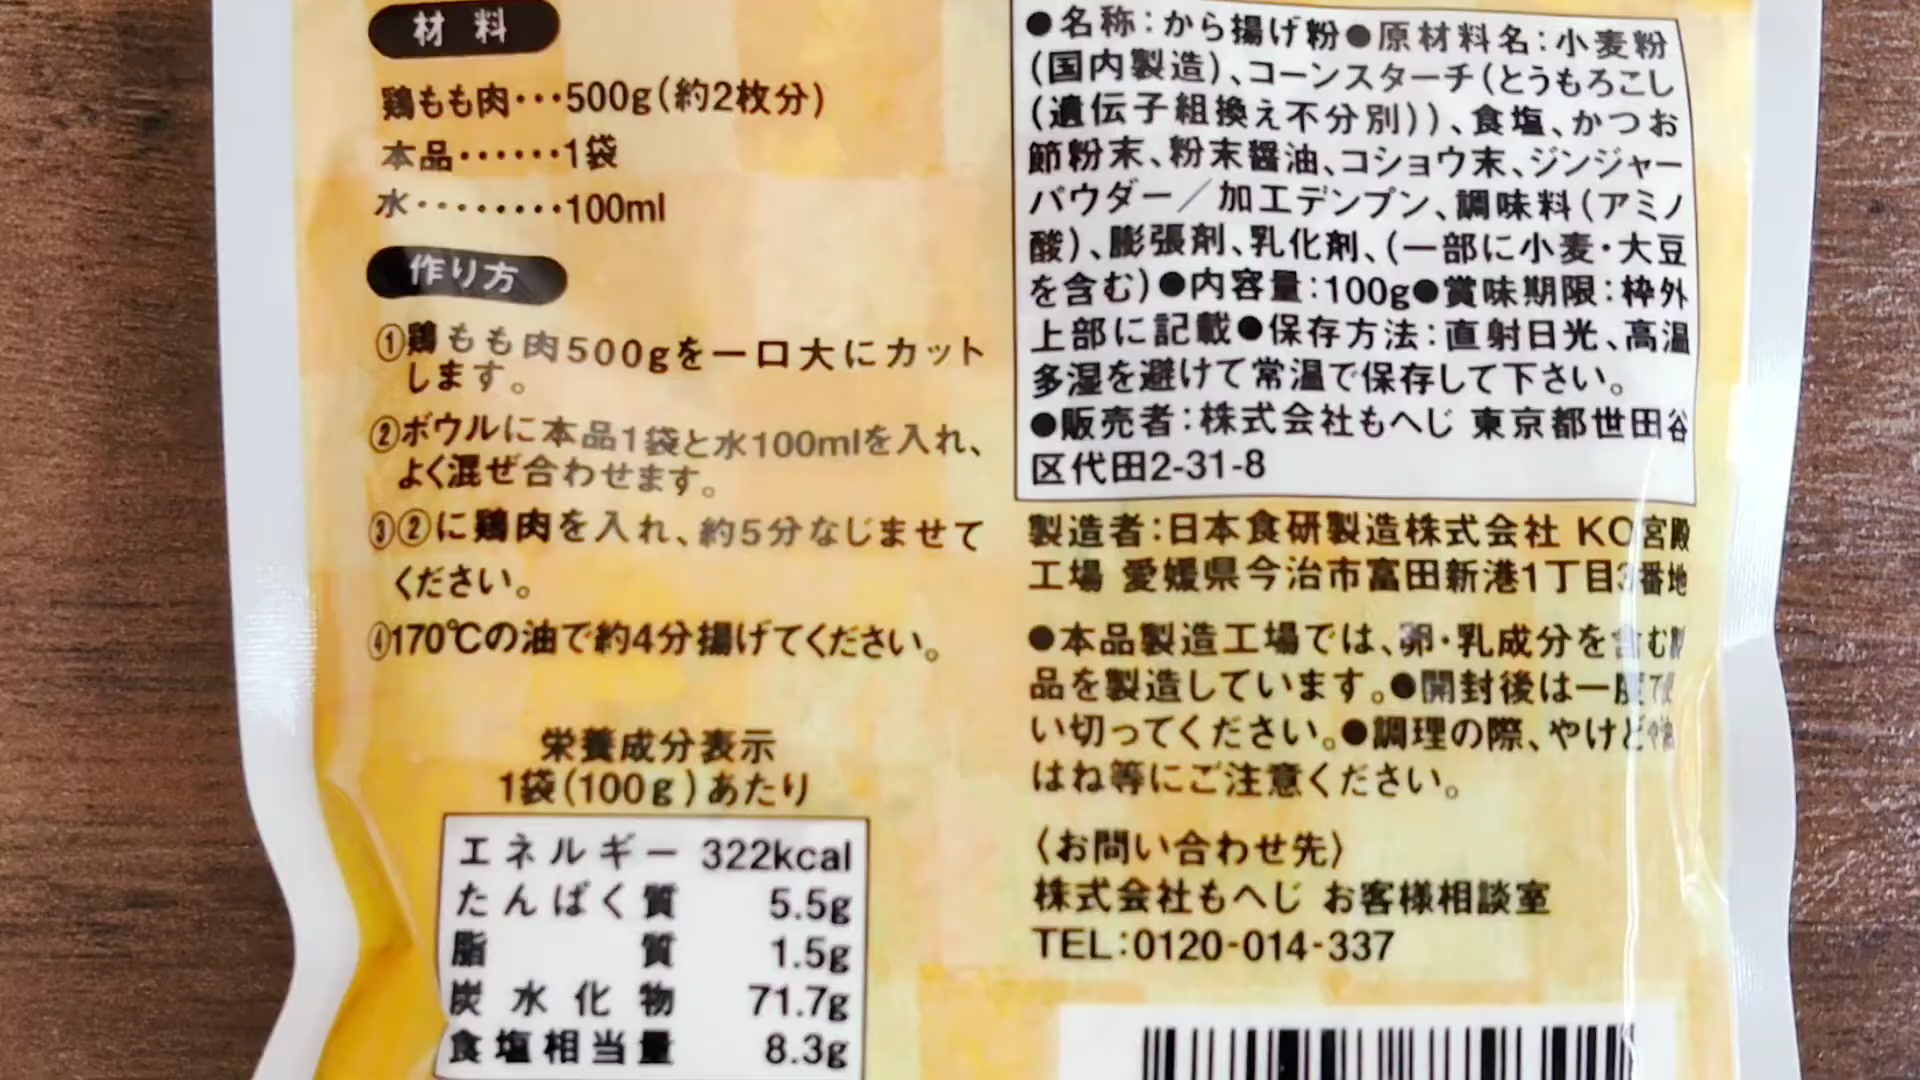 材料
鶏もも肉・・・500g(約2枚分)
本品・・・・・・1袋
水・・・・・・・・100ml
作り方
①鶏もも肉500gを一口大にカット
します。
②ボウルに本品1袋と水100mlを入れ、
よく混ぜ合わせます。
③②に鶏肉を入れ、約5分なじませて
ください。
④170℃の油で約4分揚げてください。
栄養成分表示
1袋(100g)あたり
エネルギー 322kcal
たんぱく質 5.5g
脂質 1.5g
炭水化物 71.7g
食塩相当量 8.3g
●名称:から揚げ粉●原材料名:小麦粉
(国内製造)、コーンスターチ(とうもろこし
(遺伝子組換え不分別))、食塩、かつお
節粉末、粉末醤油、コショウ末、ジンジャー
パウダー/加工デンプン、調味料(アミノ
酸)、膨張剤、乳化剤、(一部に小麦・大豆
を含む)●内容量:100g●賞味期限:枠外
上部に記載●保存方法:直射日光、高温
多湿を避けて常温で保存して下さい。
●販売者:株式会社もへじ 東京都世田谷
区代田2-31-8
製造者:日本食研製造株式会社 KO宮殿
工場 愛媛県今治市富田新港1丁目3番地
●本品製造工場では、卵・乳成分を含む製
品を製造しています。●開封後は一度で使
い切ってください。●調理の際、やけどや油
はね等にご注意ください。
〈お問い合わせ先〉
株式会社もへじ お客様相談室
TEL:0120-014-337